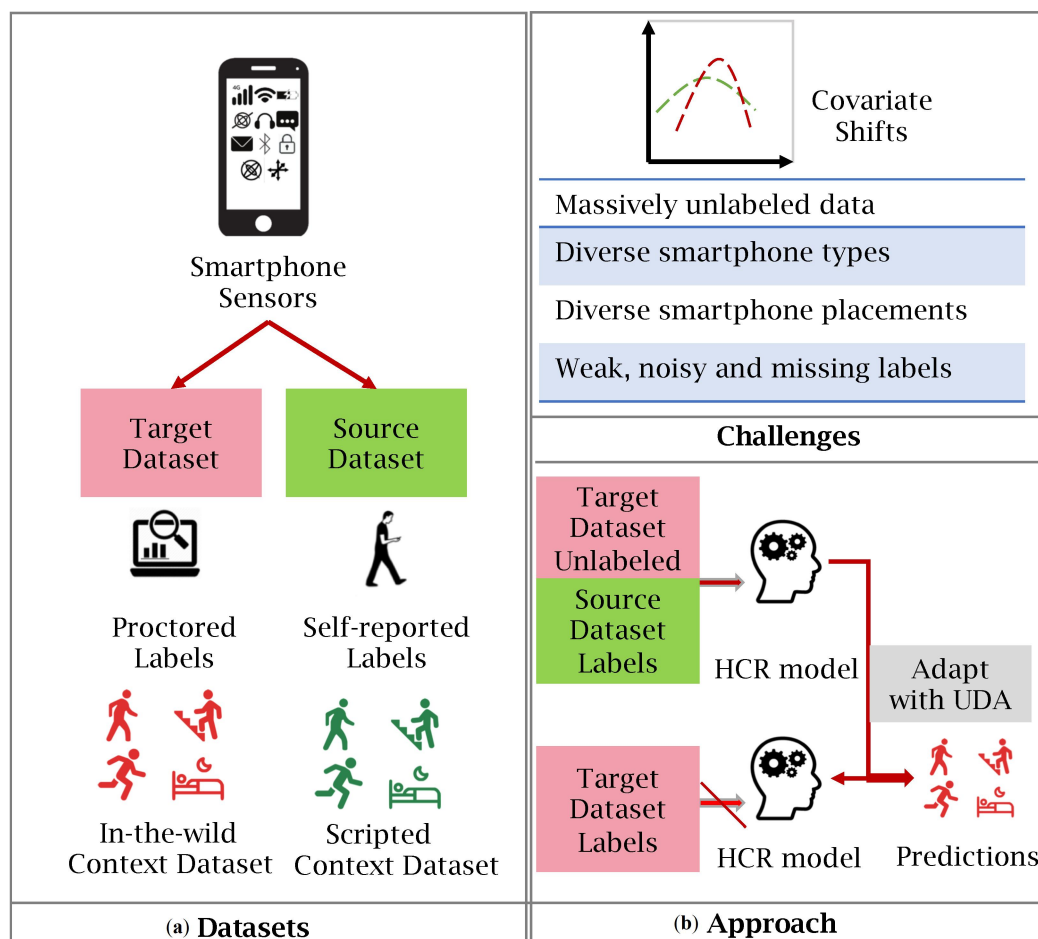 4G
Smartphone
Sensors
Target
Dataset
Source
Dataset
Proctored
Labels
Self-reported
Labels
In-the-wild
Context Dataset
Scripted
Context Dataset
(a) Datasets
Covariate
Shifts
Massively unlabeled data
Diverse smartphone types
Diverse smartphone placements
Weak, noisy and missing labels
Challenges
Target
Dataset
Unlabeled
Source
Dataset
Labels
HCR model
Adapt
with UDA
Target
Dataset
Labels
HCR model
Predictions
(b) Approach